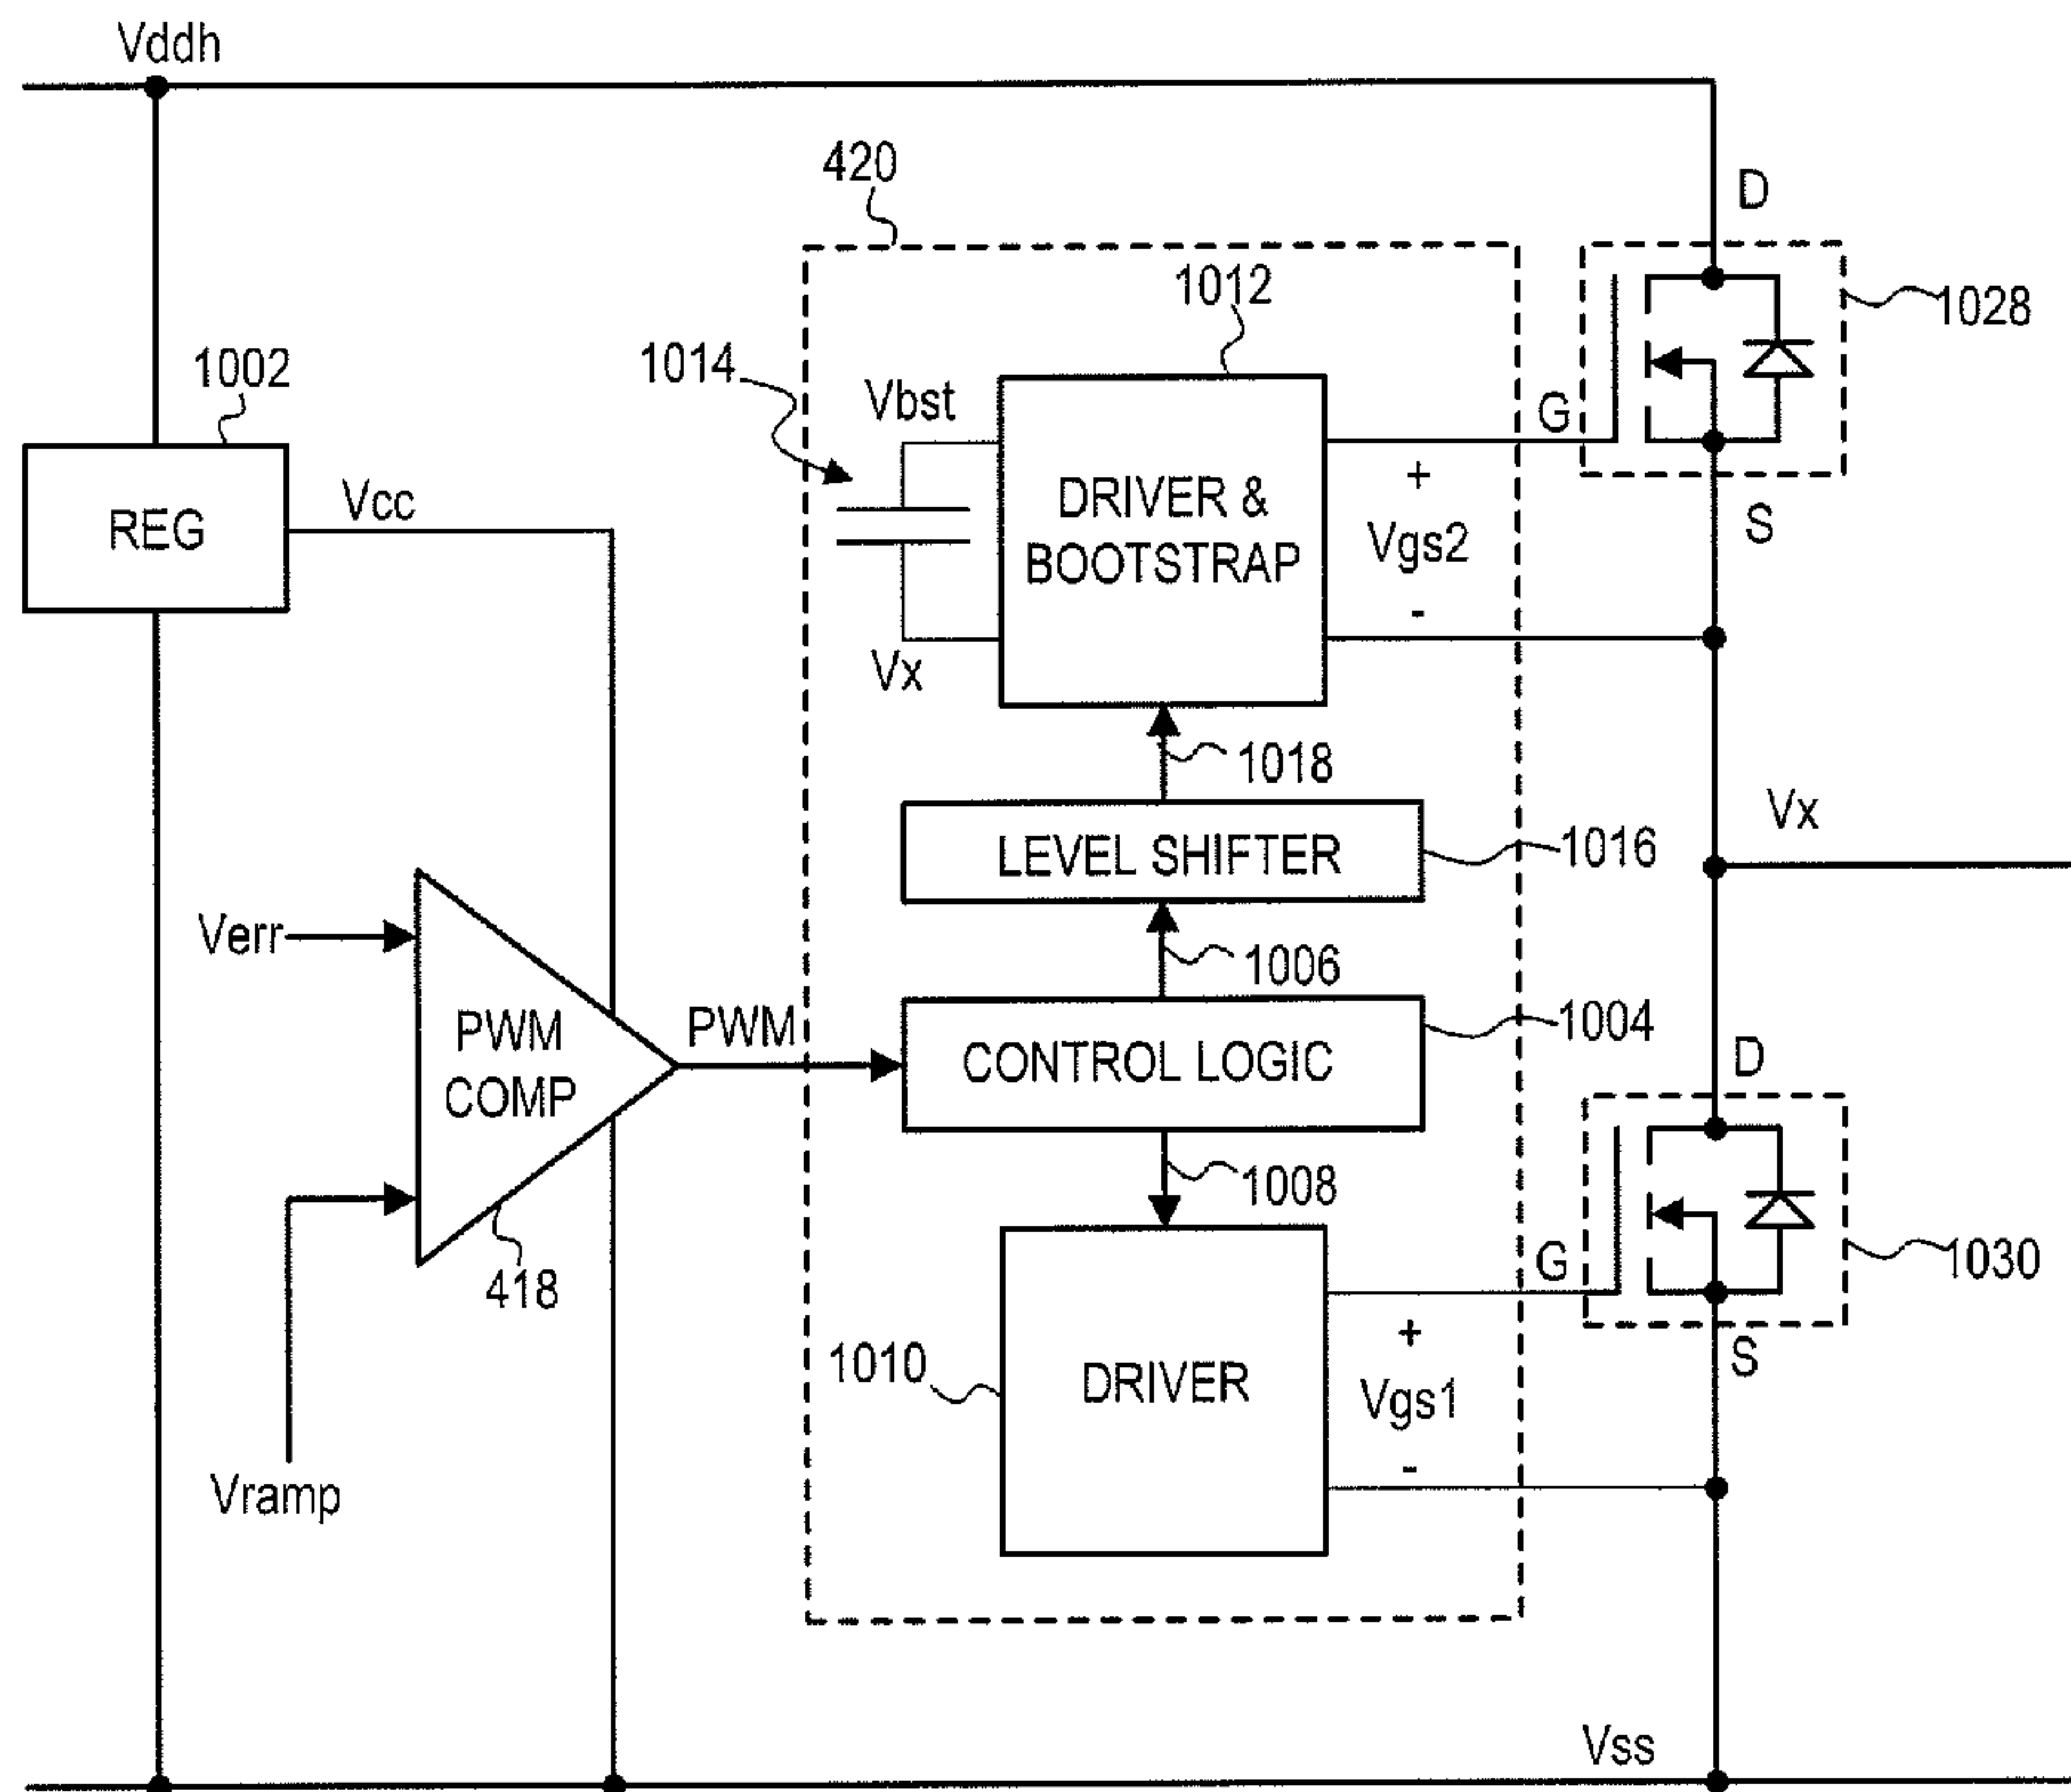 Vddh
420
D
1012
1028
1002
1014
Vbst
G
Vcc
+
REG
DRIVER &
BOOTSTRAP
Vgs2
S
-
Vx
1018
Vx
LEVEL SHIFTER
1016
Verr
1006
PWM
COMP
PWM
1004
CONTROL LOGIC
D
1008
G
1030
418
+
1010
DRIVER
Vgs1
S
-
Vramp
Vss